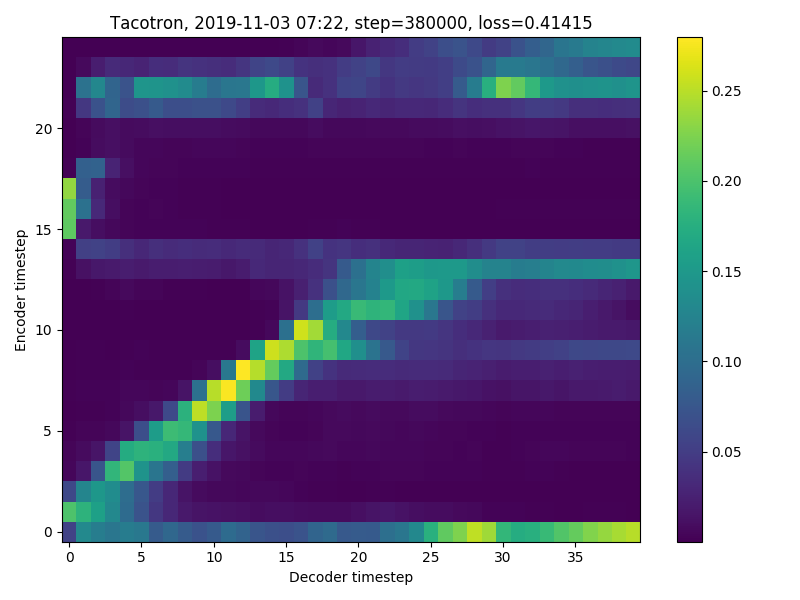 Tacotron, 2019-11-03 07:22, step=380000, loss=0.41415
Encoder timestep
20
15
10
5
0
0 5 10 15 20 25 30 35
Decoder timestep
0.25
0.20
0.15
0.10
0.05